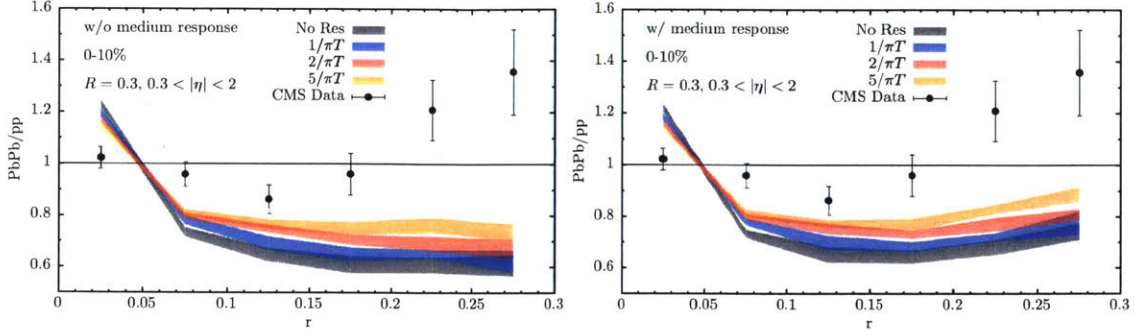 1.6
w/o medium response
0-10%
R = 0.3, 0.3 < |η| < 2
No Res
1/πT
2/πT
5/πT
CMS Data
1.4
1.2
1
0.8
0.6
PbPb/pp
0
0.05
0.1
0.15
0.2
0.25
0.3
r
1.6
w/ medium response
0-10%
R = 0.3, 0.3 < |η| < 2
No Res
1/πT
2/πT
5/πT
CMS Data
1.4
1.2
1
0.8
0.6
PbPb/pp
0
0.05
0.1
0.15
0.2
0.25
0.3
r